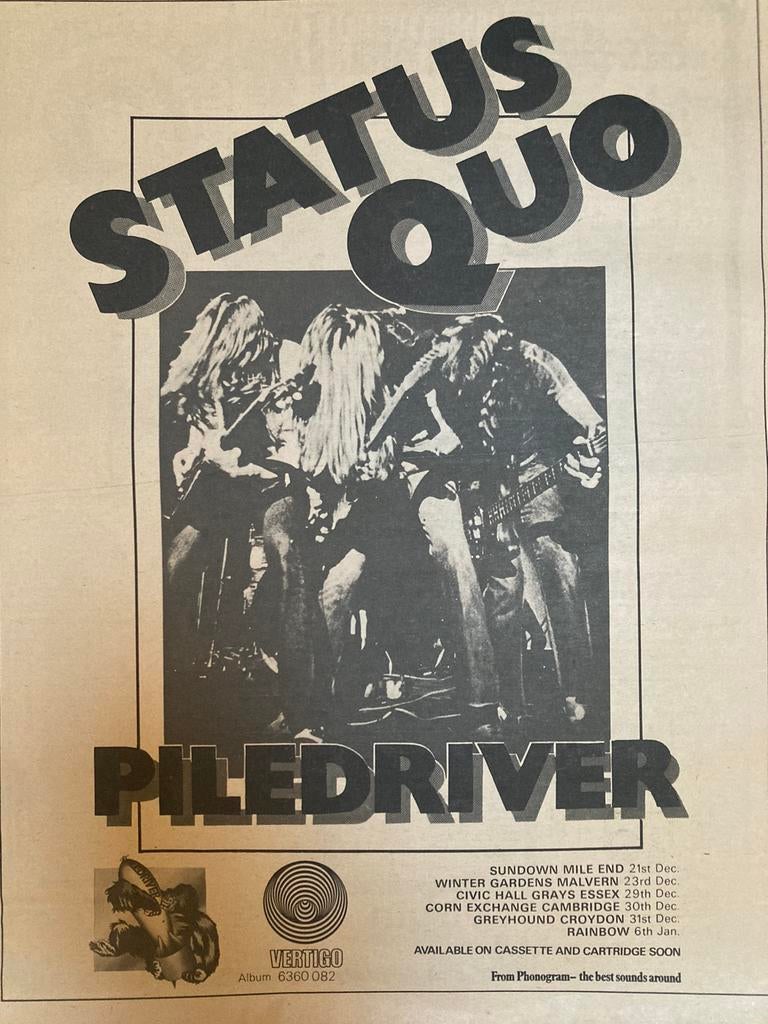 STATUS
QUO
PILEDRIVER
SUNDOWN MILE END 21st Dec.
WINTER GARDENS MALVERN 23rd Dec.
CIVIC HALL GRAYS ESSEX 29th Dec.
CORN EXCHANGE CAMBRIDGE 30th Dec.
GREYHOUND CROYDON 31st Dec.
RAINBOW 6th Jan.
AVAILABLE ON CASSETTE AND CARTRIDGE SOON
From Phonogram– the best sounds around
VERTIGO
Album 6360 082